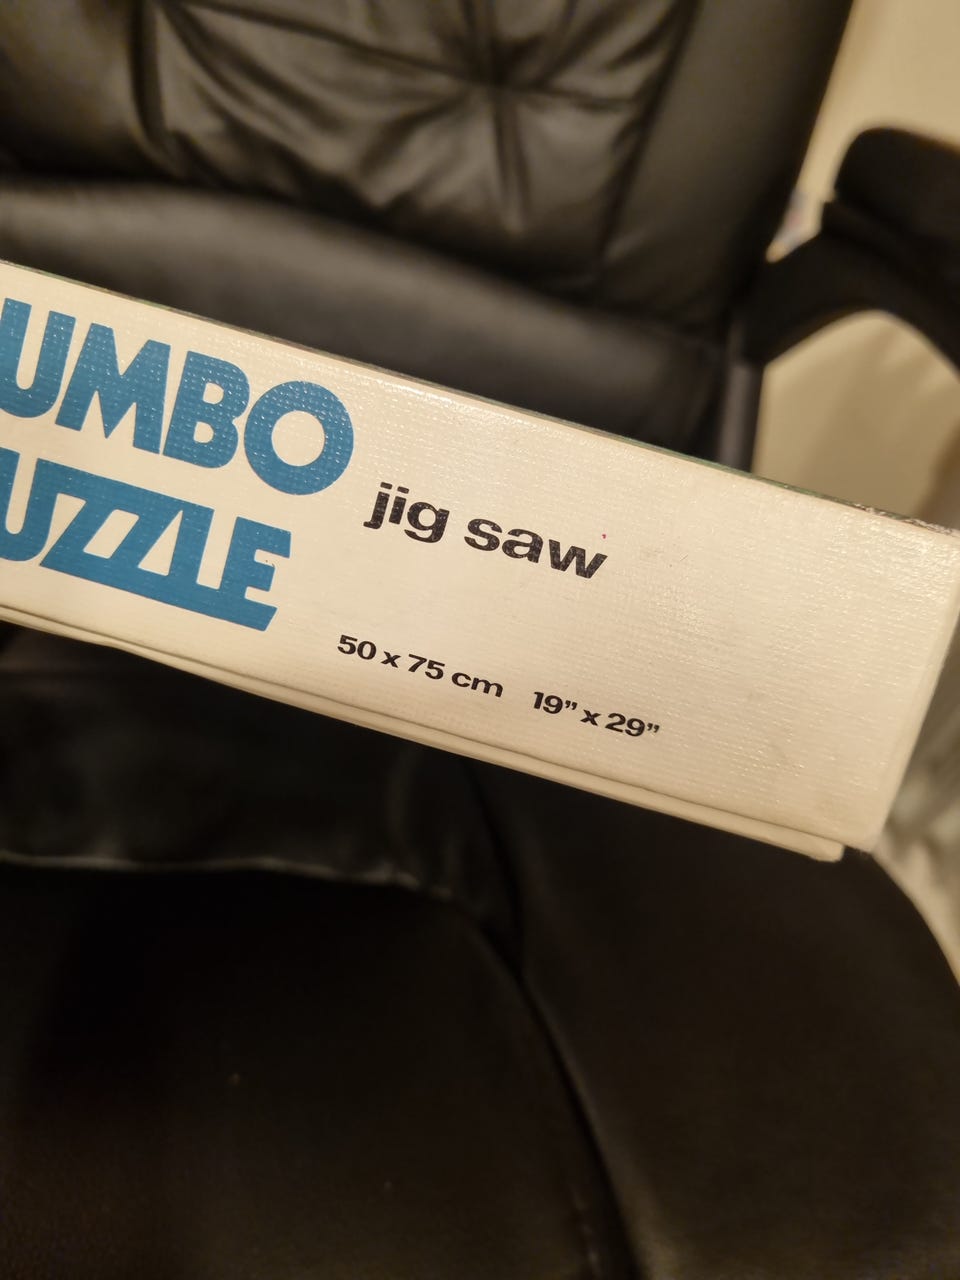 UMBO
UZZLE
jig saw
50 x 75 cm 19” x 29”